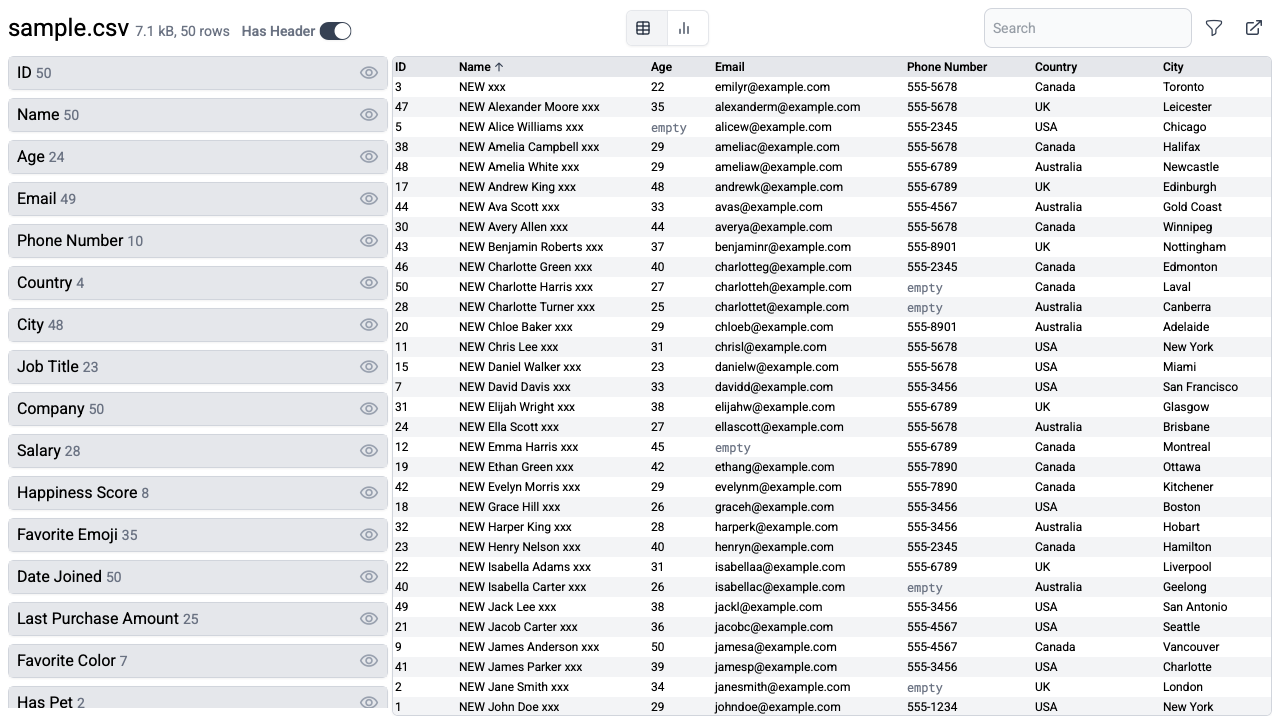 sample.csv 7.1 kB, 50 rows Has Header Search
ID 50
Name 50
Age 24
Email 49
Phone Number 10
Country 4
City 48
Job Title 23
Company 50
Salary 28
Happiness Score 8
Favorite Emoji 35
Date Joined 50
Last Purchase Amount 25
Favorite Color 7
Has Pet 2
ID Name ↑ Age Email Phone Number Country City
3 NEW xxx 22 emilyr@example.com 555-5678 Canada Toronto
47 NEW Alexander Moore xxx 35 alexanderm@example.com 555-5678 UK Leicester
5 NEW Alice Williams xxx empty alicew@example.com 555-2345 USA Chicago
38 NEW Amelia Campbell xxx 29 ameliac@example.com 555-5678 Canada Halifax
48 NEW Amelia White xxx 29 ameliaw@example.com 555-6789 Australia Newcastle
17 NEW Andrew King xxx 48 andrewk@example.com 555-6789 UK Edinburgh
44 NEW Ava Scott xxx 33 avas@example.com 555-4567 Australia Gold Coast
30 NEW Avery Allen xxx 44 averya@example.com 555-5678 Canada Winnipeg
43 NEW Benjamin Roberts xxx 37 benjaminr@example.com 555-8901 UK Nottingham
46 NEW Charlotte Green xxx 40 charlotteg@example.com 555-2345 Canada Edmonton
50 NEW Charlotte Harris xxx 27 charlotteh@example.com empty Canada Laval
28 NEW Charlotte Turner xxx 25 charlottet@example.com empty Australia Canberra
20 NEW Chloe Baker xxx 29 chloeb@example.com 555-8901 Australia Adelaide
11 NEW Chris Lee xxx 31 chrisl@example.com 555-5678 USA New York
15 NEW Daniel Walker xxx 23 danielw@example.com 555-5678 USA Miami
7 NEW David Davis xxx 33 davidd@example.com 555-3456 USA San Francisco
31 NEW Elijah Wright xxx 38 elijahw@example.com 555-6789 UK Glasgow
24 NEW Ella Scott xxx 27 ellascott@example.com 555-5678 Australia Brisbane
12 NEW Emma Harris xxx 45 empty 555-6789 Canada Montreal
19 NEW Ethan Green xxx 42 ethang@example.com 555-7890 Canada Ottawa
42 NEW Evelyn Morris xxx 29 evelynm@example.com 555-7890 Canada Kitchener
18 NEW Grace Hill xxx 26 graceh@example.com 555-3456 USA Boston
32 NEW Harper King xxx 28 harperk@example.com 555-3456 Australia Hobart
23 NEW Henry Nelson xxx 40 henryn@example.com 555-2345 Canada Hamilton
22 NEW Isabella Adams xxx 31 isabellaa@example.com 555-6789 UK Liverpool
40 NEW Isabella Carter xxx 26 isabellac@example.com empty Australia Geelong
49 NEW Jack Lee xxx 38 jackl@example.com 555-3456 USA San Antonio
21 NEW Jacob Carter xxx 36 jacobc@example.com 555-4567 USA Seattle
9 NEW James Anderson xxx 50 jamesa@example.com 555-4567 Canada Vancouver
41 NEW James Parker xxx 39 jamesp@example.com 555-3456 USA Charlotte
2 NEW Jane Smith xxx 34 janesmith@example.com empty UK London
1 NEW John Doe xxx 29 johndoe@example.com 555-1234 USA New York